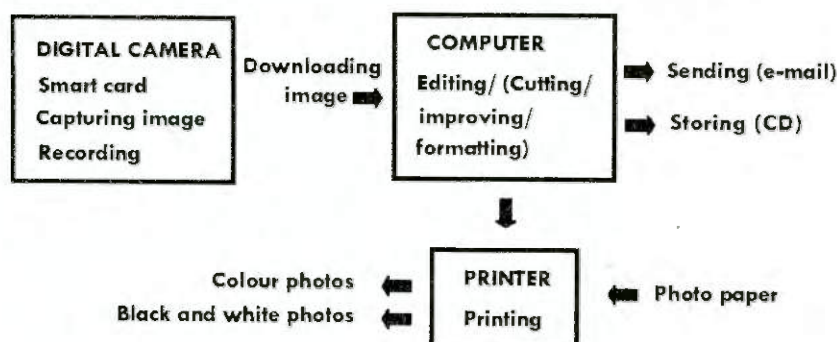 DIGITAL CAMERA
Smart card
Capturing image
Recording
Downloading
image
COMPUTER
Editing/ (Cutting/
improving/
formatting)
Sending (e-mail)
Storing (CD)
Colour photos
Black and white photos
PRINTER
Printing
Photo paper